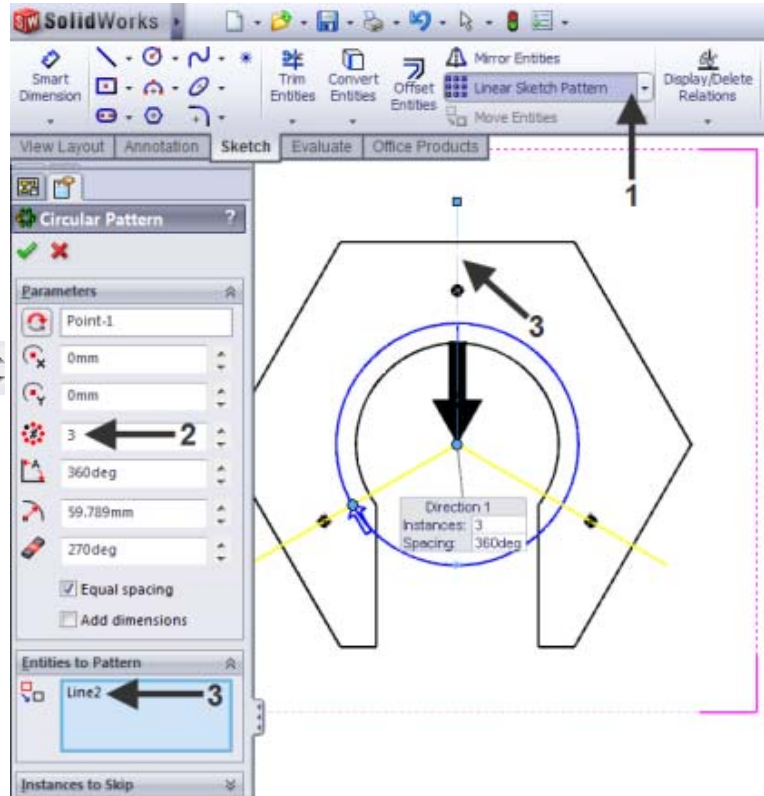 SW SolidWorks
Smart Dimension
Trim Entities
Convert Entities
Offset Entities
Mirror Entities
Linear Sketch Pattern
Move Entities
Display/Delete Relations
View Layout Annotation Sketch Evaluate Office Products
1
Circular Pattern ?
Parameters
Point-1
0mm
0mm
3
2
360deg
59.789mm
270deg
Equal spacing
Add dimensions
Entities to Pattern
Line2
3
Instances to Skip
3
Direction 1
Instances: 3
Spacing: 360deg